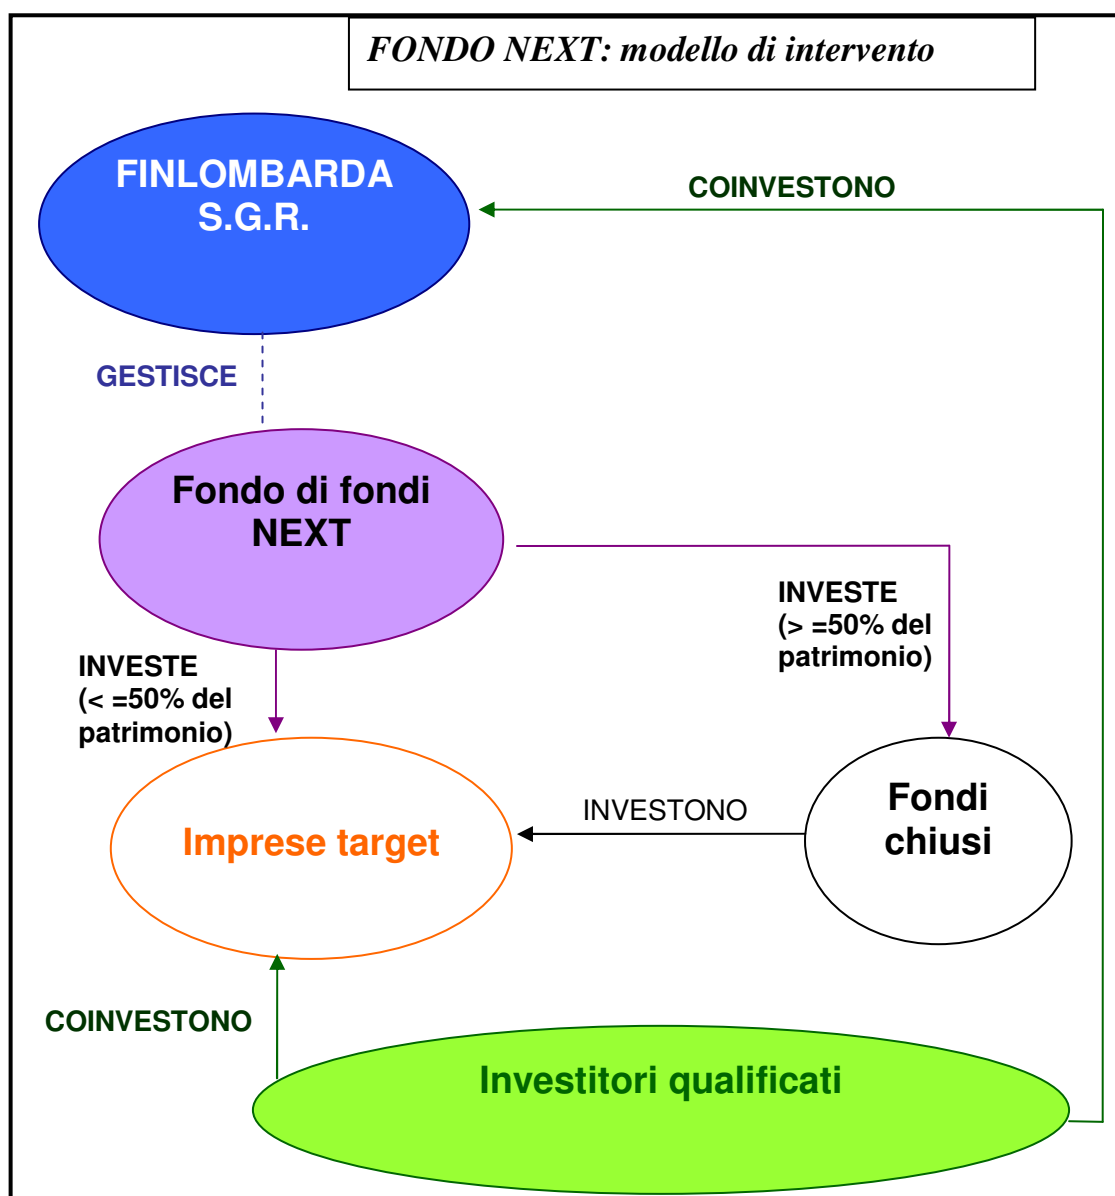 FONDO NEXT: modello di intervento
FINLOMBARDA
S.G.R.
COINVESTONO
GESTISCE
Fondo di fondi
NEXT
INVESTE
(> =50% del
patrimonio)
INVESTE
(< =50% del
patrimonio)
Fondi
chiusi
INVESTONO
Imprese target
COINVESTONO
Investitori qualificati